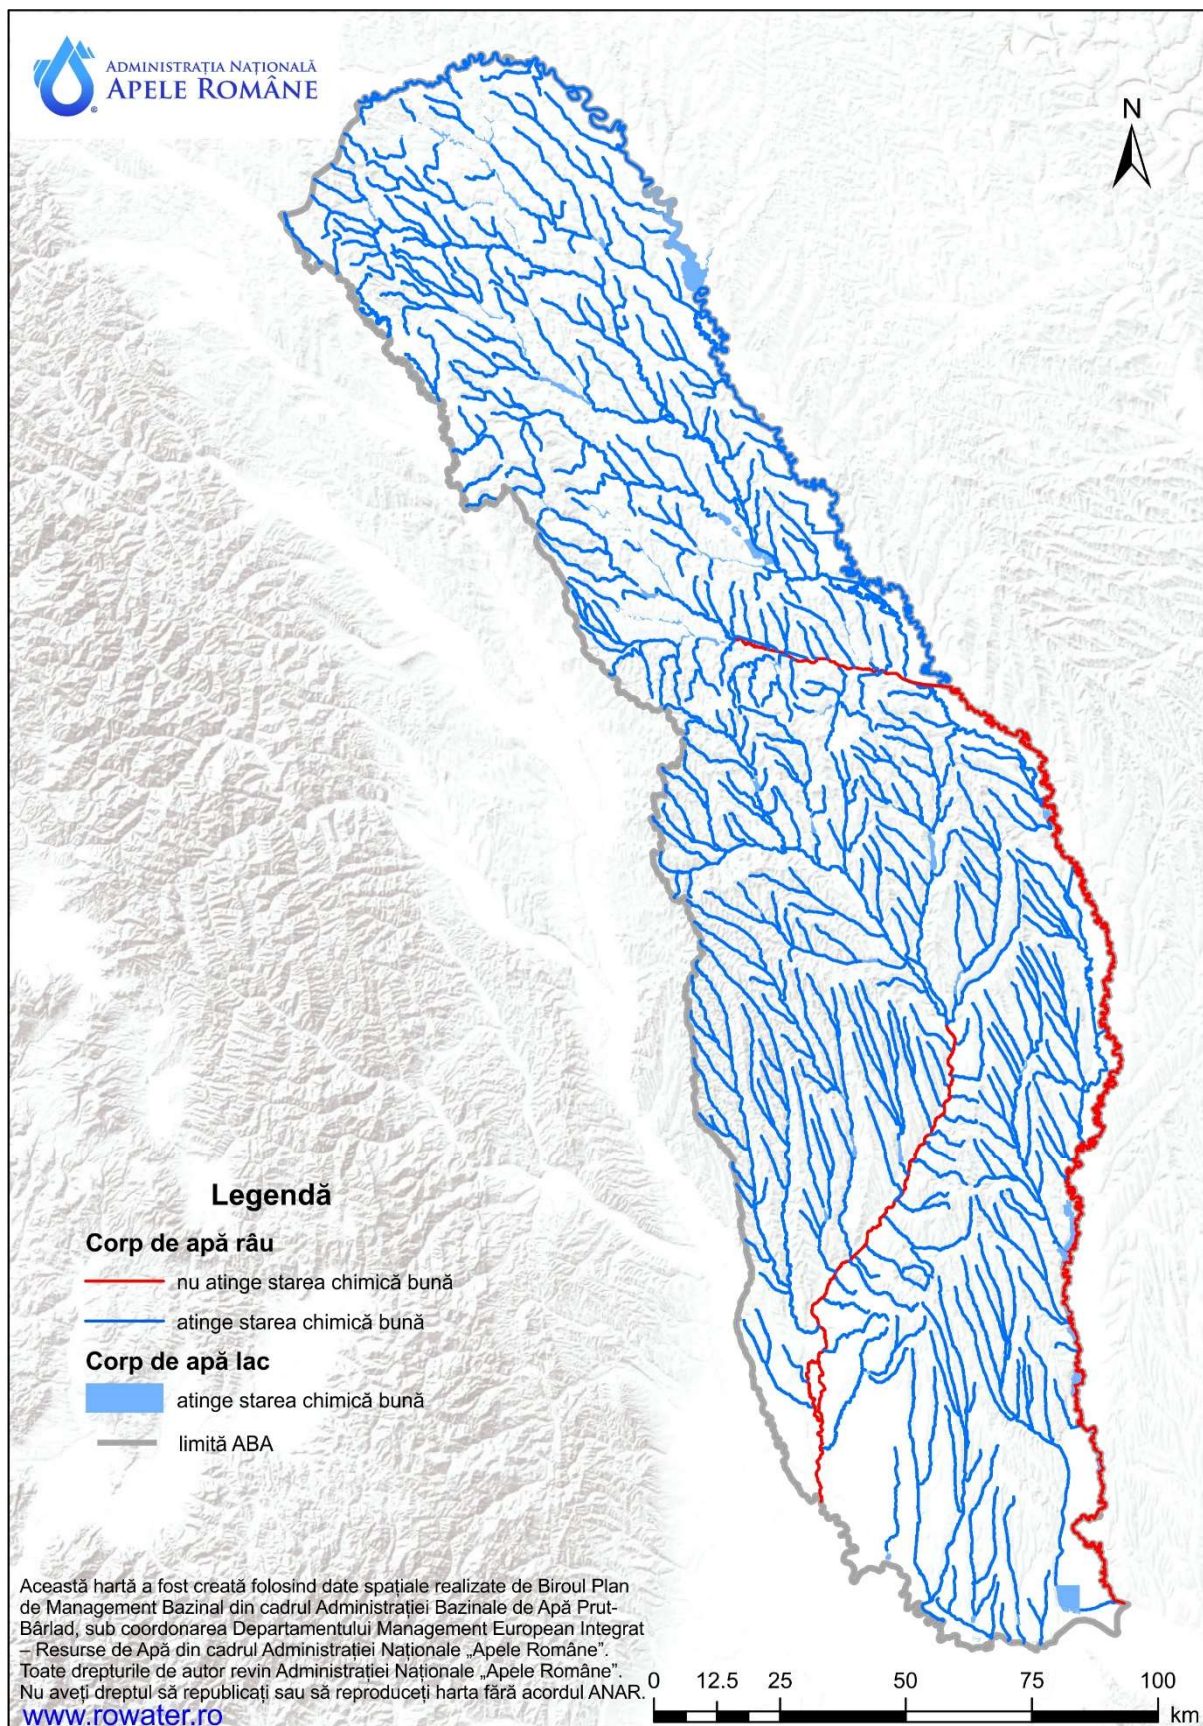 ADMINISTRAȚIA NAȚIONALĂ
APELE ROMÂNE
®
N
Legendă
Corp de apă râu
nu atinge starea chimică bună
atinge starea chimică bună
Corp de apă lac
atinge starea chimică bună
limită ABA
Această hartă a fost creată folosind date spațiale realizate de Biroul Plan
de Management Bazinal din cadrul Administrației Bazinale de Apă Prut-
Bârlad, sub coordonarea Departamentului Management European Integrat
– Resurse de Apă din cadrul Administrației Naționale „Apele Române”.
Toate drepturile de autor revin Administrației Naționale „Apele Române”.
Nu aveți dreptul să republicați sau să reproduceți harta fără acordul ANAR.
www.rowater.ro
0 12.5 25 50 75 100
km